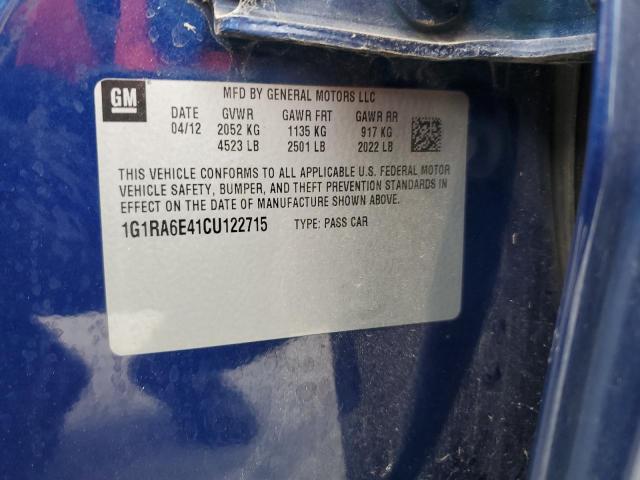 GM
MFD BY GENERAL MOTORS LLC
DATE GVWR GAWR FRT GAWR RR
04/12 2052 KG 1135 KG 917 KG
4523 LB 2501 LB 2022 LB
THIS VEHICLE CONFORMS TO ALL APPLICABLE U.S. FEDERAL MOTOR
VEHICLE SAFETY, BUMPER, AND THEFT PREVENTION STANDARDS IN
EFFECT ON THE DATE OF MANUFACTURE SHOWN ABOVE.
1G1RA6E41CU122715 TYPE: PASS CAR